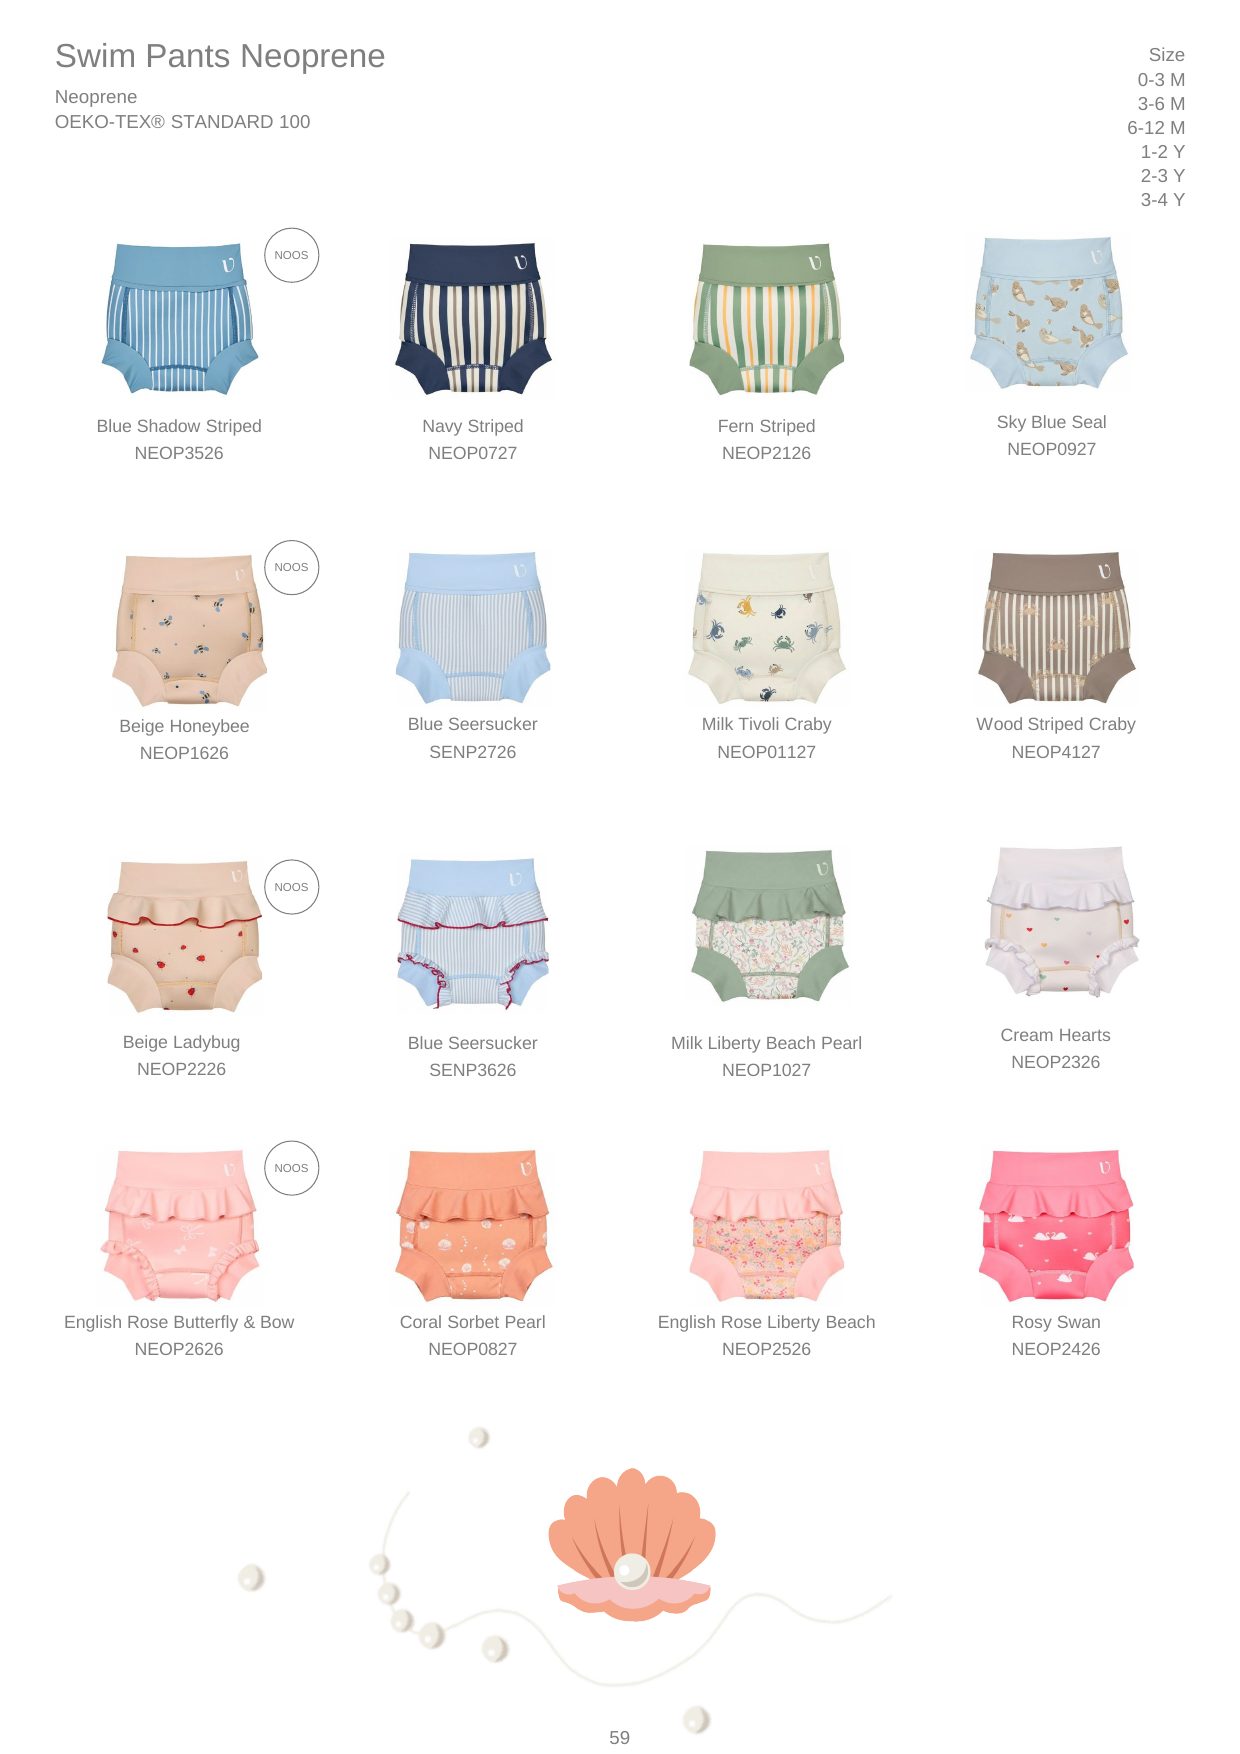 Swim Pants Neoprene
Neoprene
OEKO-TEX® STANDARD 100
Size
0-3 M
3-6 M
6-12 M
1-2 Y
2-3 Y
3-4 Y
NOOS
Blue Shadow Striped
NEOP3526
Navy Striped
NEOP0727
Fern Striped
NEOP2126
Sky Blue Seal
NEOP0927
NOOS
Beige Honeybee
NEOP1626
Blue Seersucker
SENP2726
Milk Tivoli Craby
NEOP01127
Wood Striped Craby
NEOP4127
NOOS
Beige Ladybug
NEOP2226
Blue Seersucker
SENP3626
Milk Liberty Beach Pearl
NEOP1027
Cream Hearts
NEOP2326
NOOS
English Rose Butterfly & Bow
NEOP2626
Coral Sorbet Pearl
NEOP0827
English Rose Liberty Beach
NEOP2526
Rosy Swan
NEOP2426
59